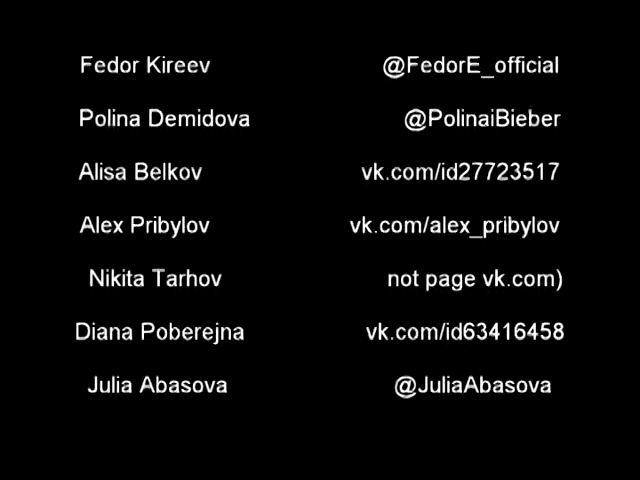 Fedor Kireev @FedorE_official
Polina Demidova @PolinaiBieber
Alisa Belkov vk.com/id27723517
Alex Pribylov vk.com/alex_pribylov
Nikita Tarhov not page vk.com)
Diana Poberejna vk.com/id63416458
Julia Abasova @JuliaAbasova